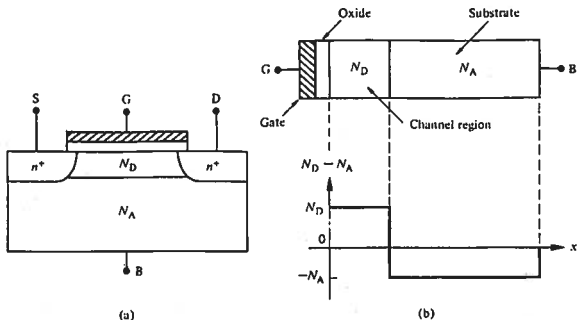 S
G
D
n+
N_D
n+
N_A
B
(a)
Oxide
Substrate
G
N_D
N_A
B
Gate
Channel region
N_D − N_A
N_D
0
x
−N_A
(b)